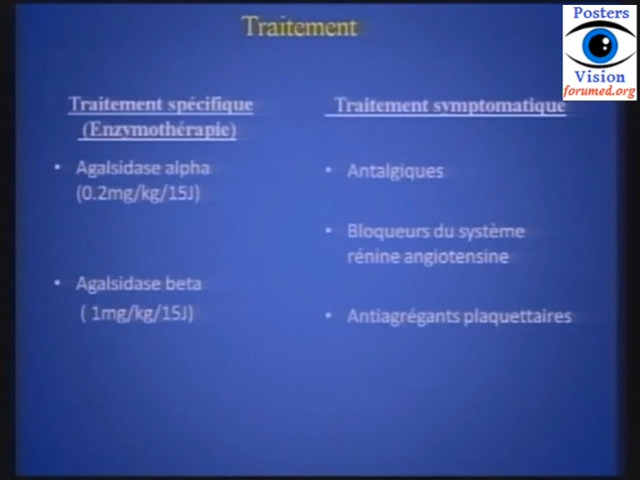 Traitement
Posters
Vision
forumed.org
Traitement spécifique
(Enzymothérapie)
• Agalsidase alpha
(0.2mg/kg/15J)
• Agalsidase beta
( 1mg/kg/15J)
Traitement symptomatique
• Antalgiques
• Bloqueurs du système
rénine angiotensine
• Antiagrégants plaquettaires